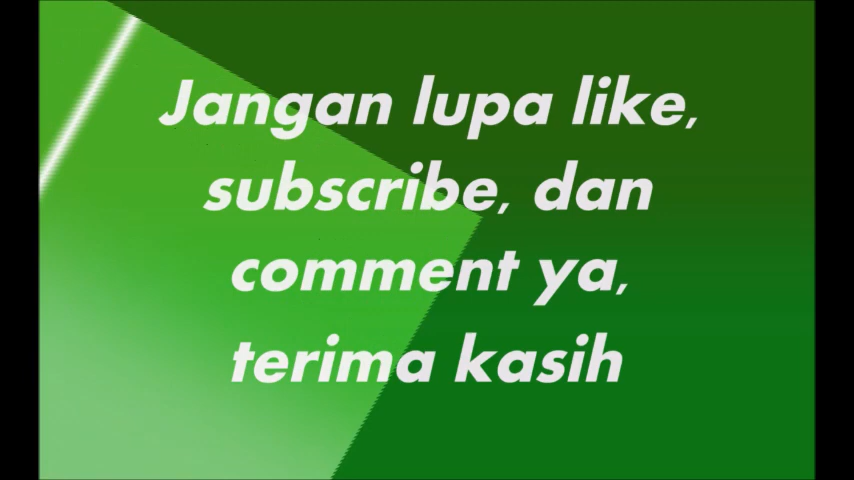 Jangan lupa like,
subscribe, dan
comment ya,
terima kasih